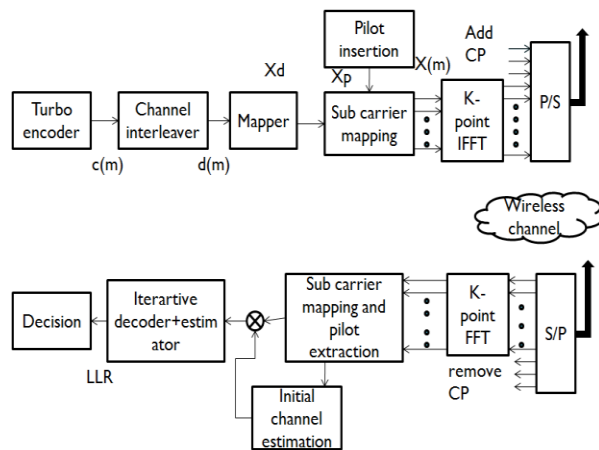 Pilot
insertion
Add
CP
Xd
Xp
X(m)
Turbo
encoder
Channel
interleaver
Mapper
Sub carrier
mapping
K-
point
IFFT
P/S
c(m)
d(m)
Wireless
channel
Decision
Iterartive
decoder+estim
ator
Sub carrier
mapping and
pilot
extraction
K-
point
FFT
S/P
LLR
remove
CP
Initial
channel
estimation